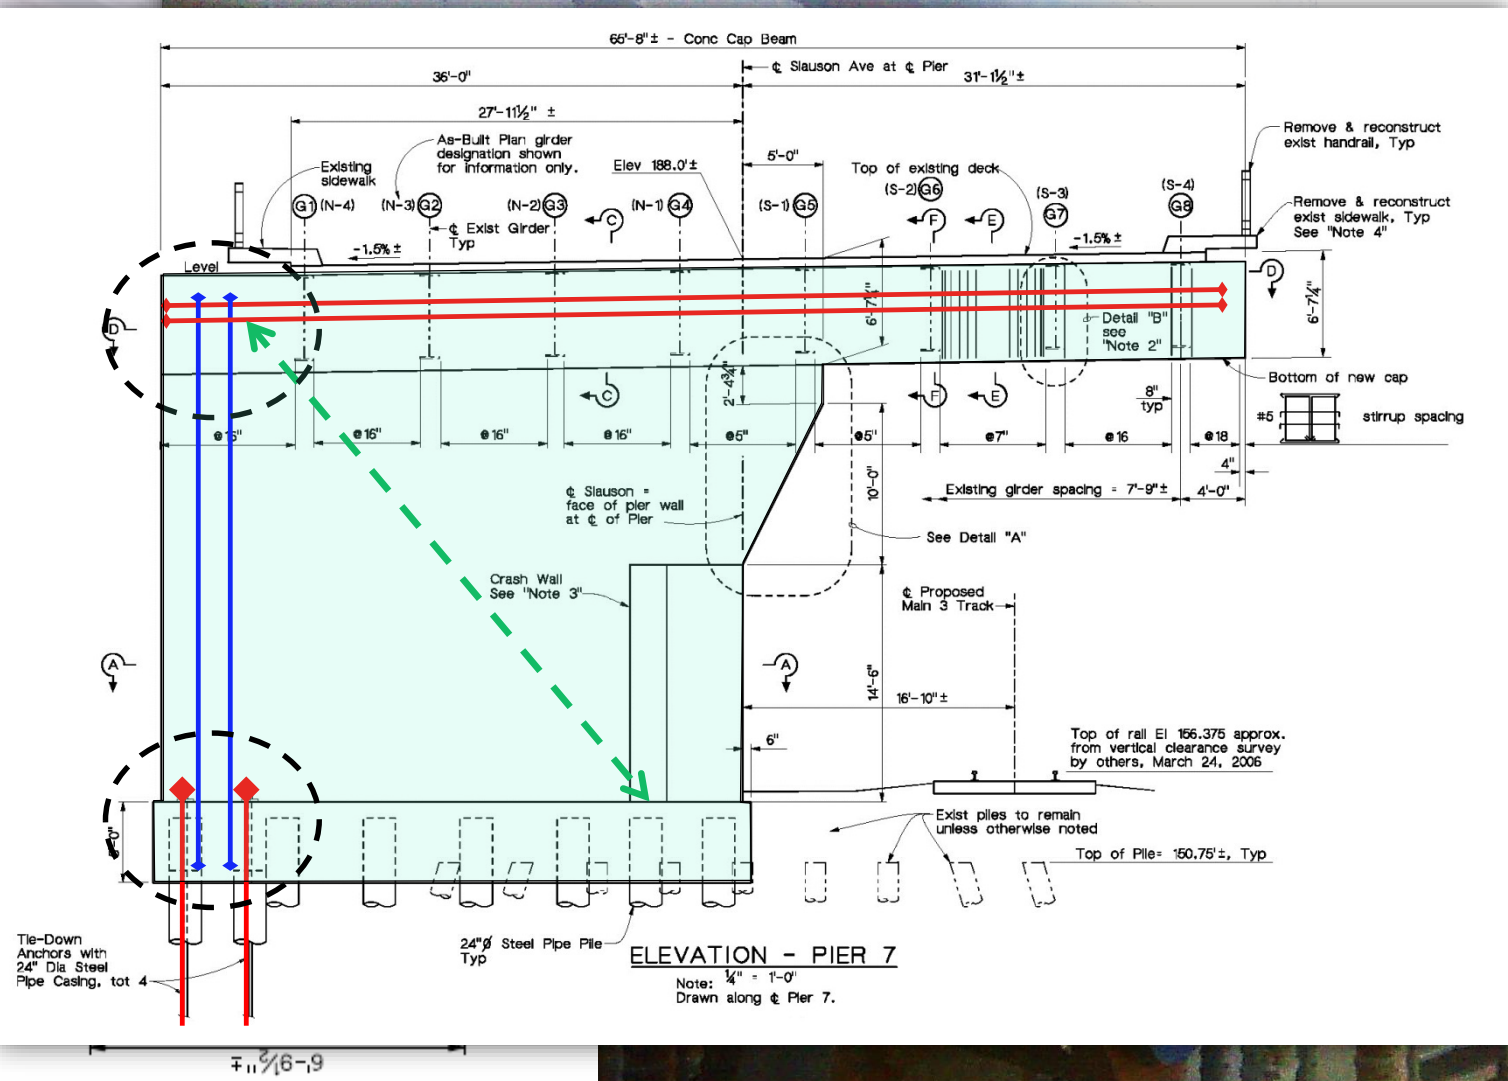 65'-8"± - Conc Cap Beam
℄ Slauson Ave at ℄ Pier
36'-0"
31'-1½"±
27'-11½" ±
As-Built Plan girder
designation shown
for information only.
Existing
sidewalk
Elev 188.0'±
5'-0"
Top of existing deck
Remove & reconstruct
exist handrail, Typ
G1 (N-4)
(N-3) G2
(N-2) G3
(N-1) G4
(S-1) G5
(S-2) G6
(S-3)
G7
(S-4)
G8
Remove & reconstruct
exist sidewalk, Typ
See "Note 4"
℄ Exist Girder
Typ
C
F
E
-1.5% ±
-1.5% ±
Level
D
D
6'-7¼"
6'-7¼"
Detail "B"
see
"Note 2"
2'-4¾"
C
F
E
Bottom of new cap
8"
typ
#5
stirrup spacing
@16"
@16"
@16"
@5"
@5"
@7"
@16
@18
4"
Existing girder spacing = 7'-9"±
4'-0"
10'-0"
℄ Slauson =
face of pier wall
at ℄ of Pier
See Detail "A"
Crash Wall
See "Note 3"
℄ Proposed
Main 3 Track
A
A
14'-6"
16'-10"±
6"
Top of rail El 156.375 approx.
from vertical clearance survey
by others, March 24, 2006
Exist piles to remain
unless otherwise noted
Top of Pile= 150.75'±, Typ
Tie-Down
Anchors with
24" Dia Steel
Pipe Casing, tot 4
24"Ø Steel Pipe Pile
Typ
ELEVATION - PIER 7
Note: ¼" = 1'-0"
Drawn along ℄ Pier 7.
6'-9½"±